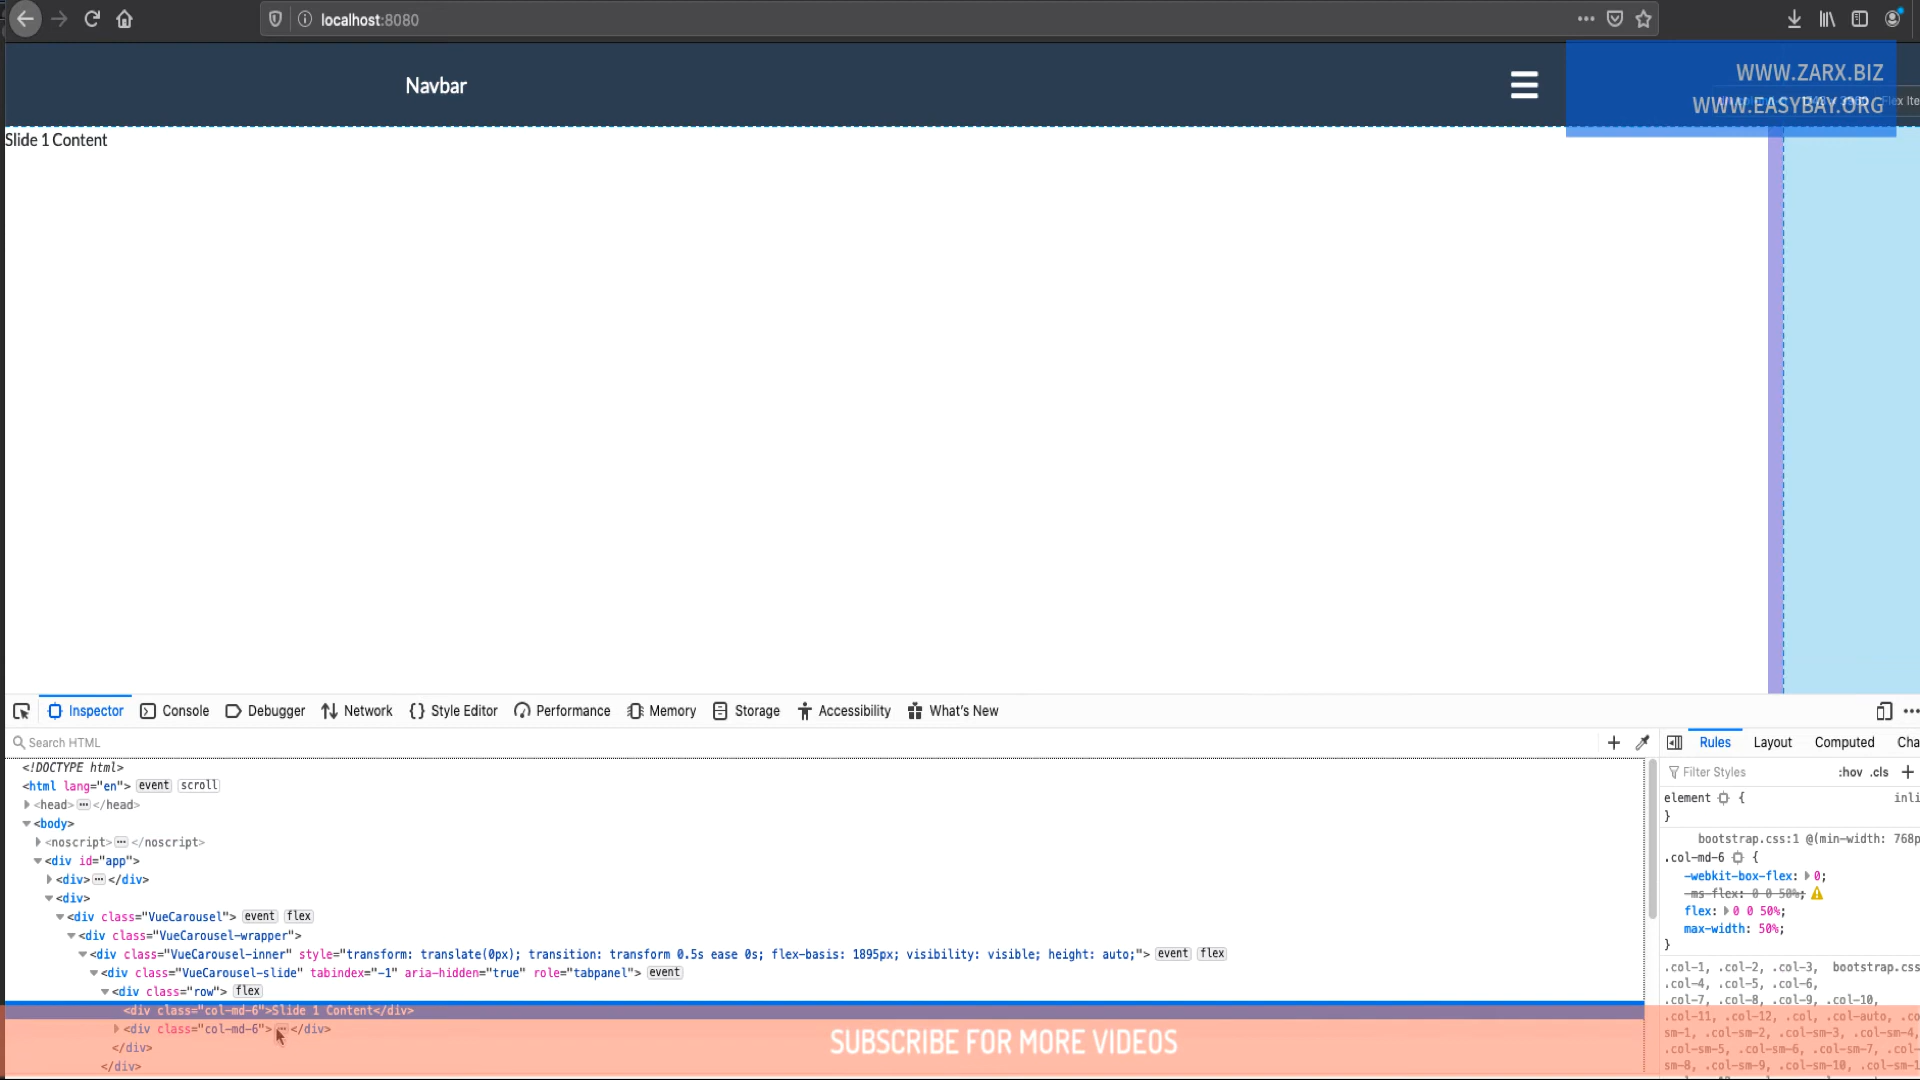 localhost:8080
Navbar
WWW.ZARX.BIZ
WWW.EASYBAY.ORG
Slide 1 Content
Inspector Console Debugger Network {} Style Editor Performance Memory Storage Accessibility What's New
Search HTML
Rules Layout Computed Cha
Filter Styles :hov .cls +
<!DOCTYPE html>
<html lang="en"> event scroll
<head> ⋯ </head>
<body>
<noscript> ⋯ </noscript>
<div id="app">
<div> ⋯ </div>
<div>
<div class="VueCarousel"> event flex
<div class="VueCarousel-wrapper">
<div class="VueCarousel-inner" style="transform: translate(0px); transition: transform 0.5s ease 0s; flex-basis: 1895px; visibility: visible; height: auto;"> event flex
<div class="VueCarousel-slide" tabindex="-1" aria-hidden="true" role="tabpanel"> event
<div class="row"> flex
<div class="col-md-6">Slide 1 Content</div>
<div class="col-md-6"> ⋯ </div>
</div>
</div>
element {
inli
}
bootstrap.css:1 @(min-width: 768p
.col-md-6 {
-webkit-box-flex: 0;
-ms-flex: 0 0 50%;
flex: 0 0 50%;
max-width: 50%;
}
.col-1, .col-2, .col-3, bootstrap.css
.col-4, .col-5, .col-6,
.col-7, .col-8, .col-9, .col-10,
.col-11, .col-12, .col, .col-auto, .co
sm-1, .col-sm-2, .col-sm-3, .col-sm-4,
.col-sm-5, .col-sm-6, .col-sm-7, .col-
sm-8, .col-sm-9, .col-sm-10, .col-sm-1
SUBSCRIBE FOR MORE VIDEOS